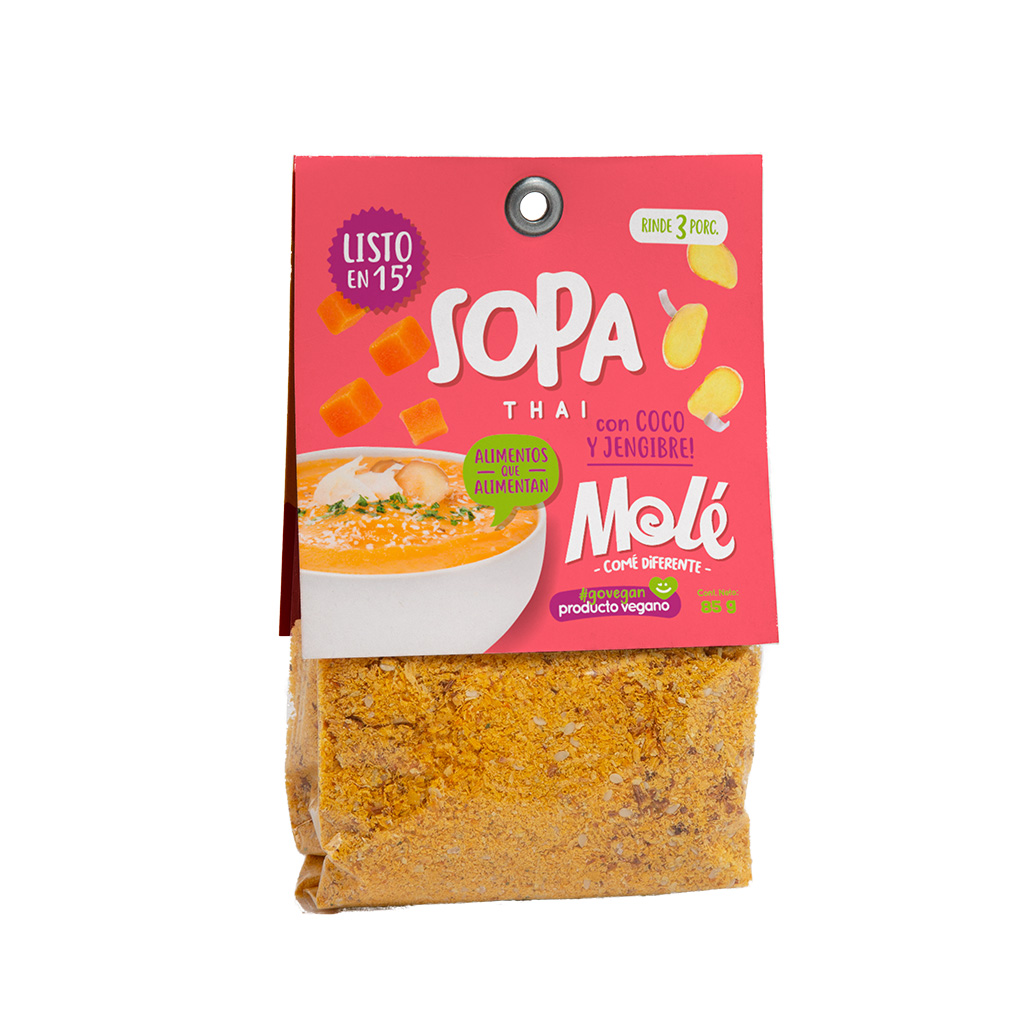 LISTO
EN 15'
RINDE 3 PORC.
SOPA
THAI
con COCO
Y JENGIBRE!
ALIMENTOS
QUE
ALIMENTAN
Molé
- COMÉ DIFERENTE -
#govegan
producto vegano
Cont. Neto: